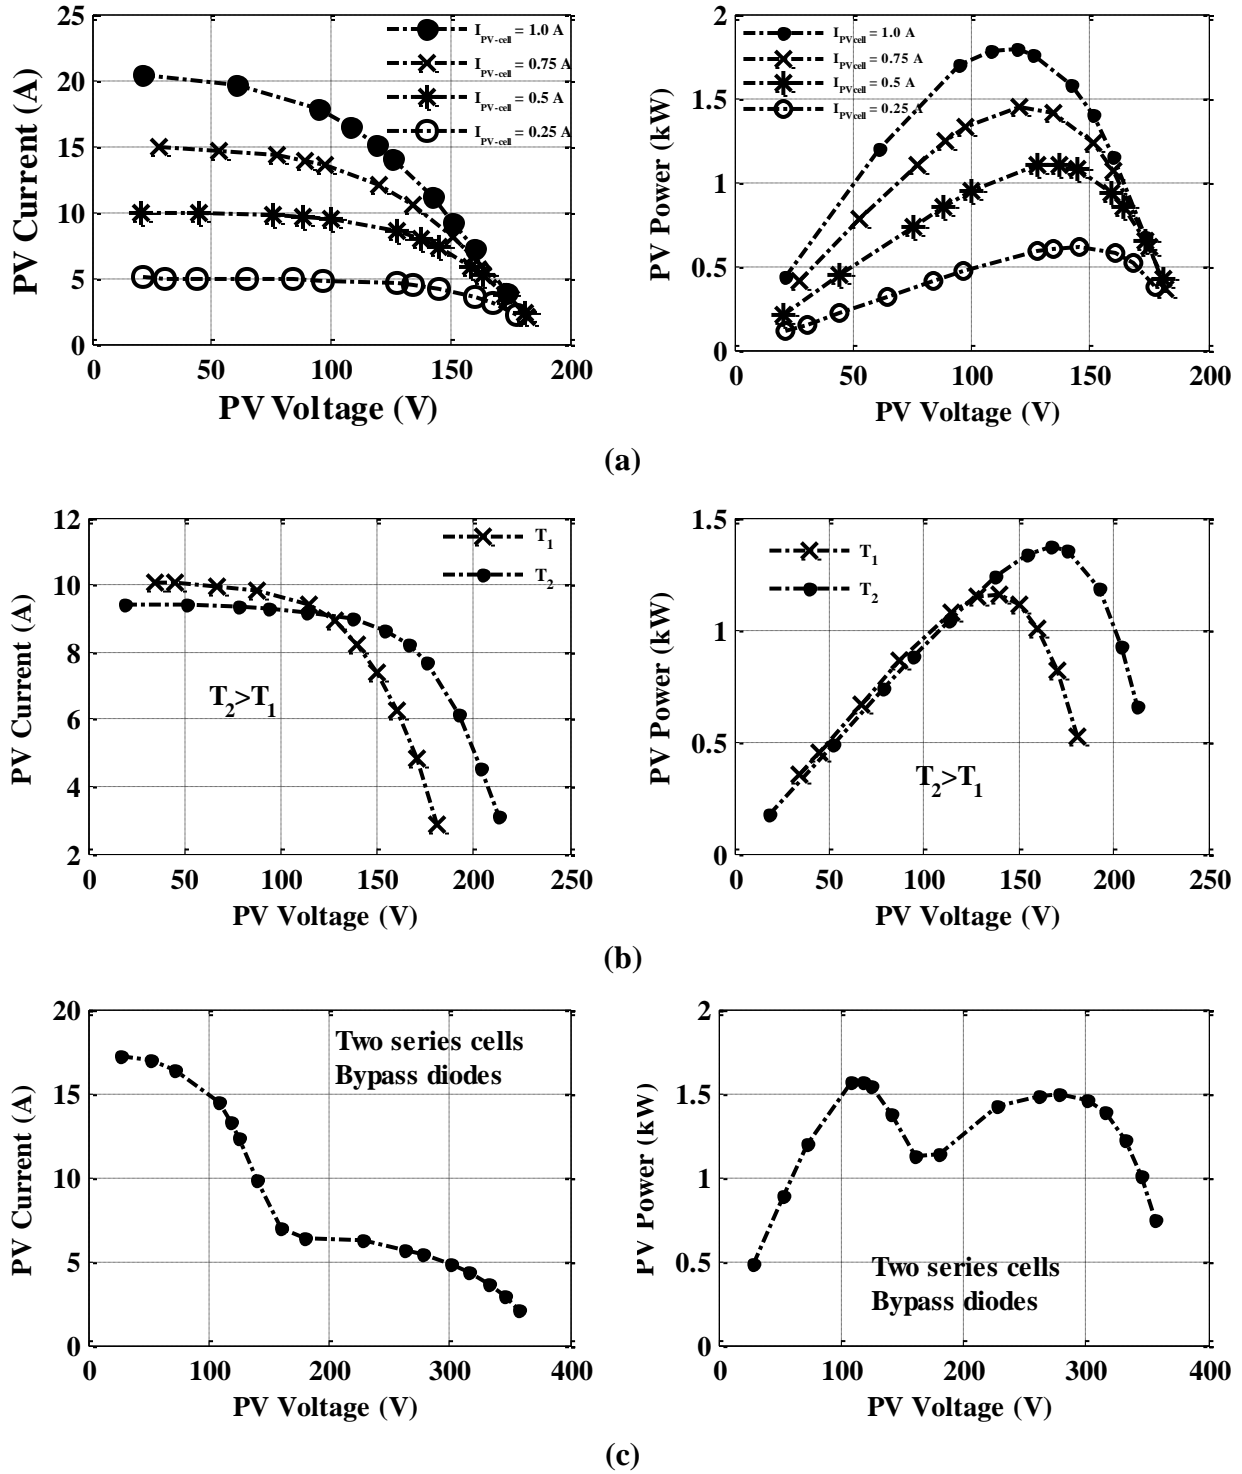 25
20
15
10
5
0
0 50 100 150 200
PV Current (A)
PV Voltage (V)
I_PV-cell = 1.0 A
I_PV-cell = 0.75 A
I_PV-cell = 0.5 A
I_PV-cell = 0.25 A
2
1.5
1
0.5
0
0 50 100 150 200
PV Power (kW)
PV Voltage (V)
I_PVcell = 1.0 A
I_PVcell = 0.75 A
I_PVcell = 0.5 A
I_PVcell = 0.25 A
(a)
12
10
8
6
4
2
0 50 100 150 200 250
PV Current (A)
PV Voltage (V)
T_1
T_2
T_2>T_1
1.5
1
0.5
0
0 50 100 150 200 250
PV Power (kW)
PV Voltage (V)
T_1
T_2
T_2>T_1
(b)
20
15
10
5
0
0 100 200 300 400
PV Current (A)
PV Voltage (V)
Two series cells
Bypass diodes
2
1.5
1
0.5
0
0 100 200 300 400
PV Power (kW)
PV Voltage (V)
Two series cells
Bypass diodes
(c)